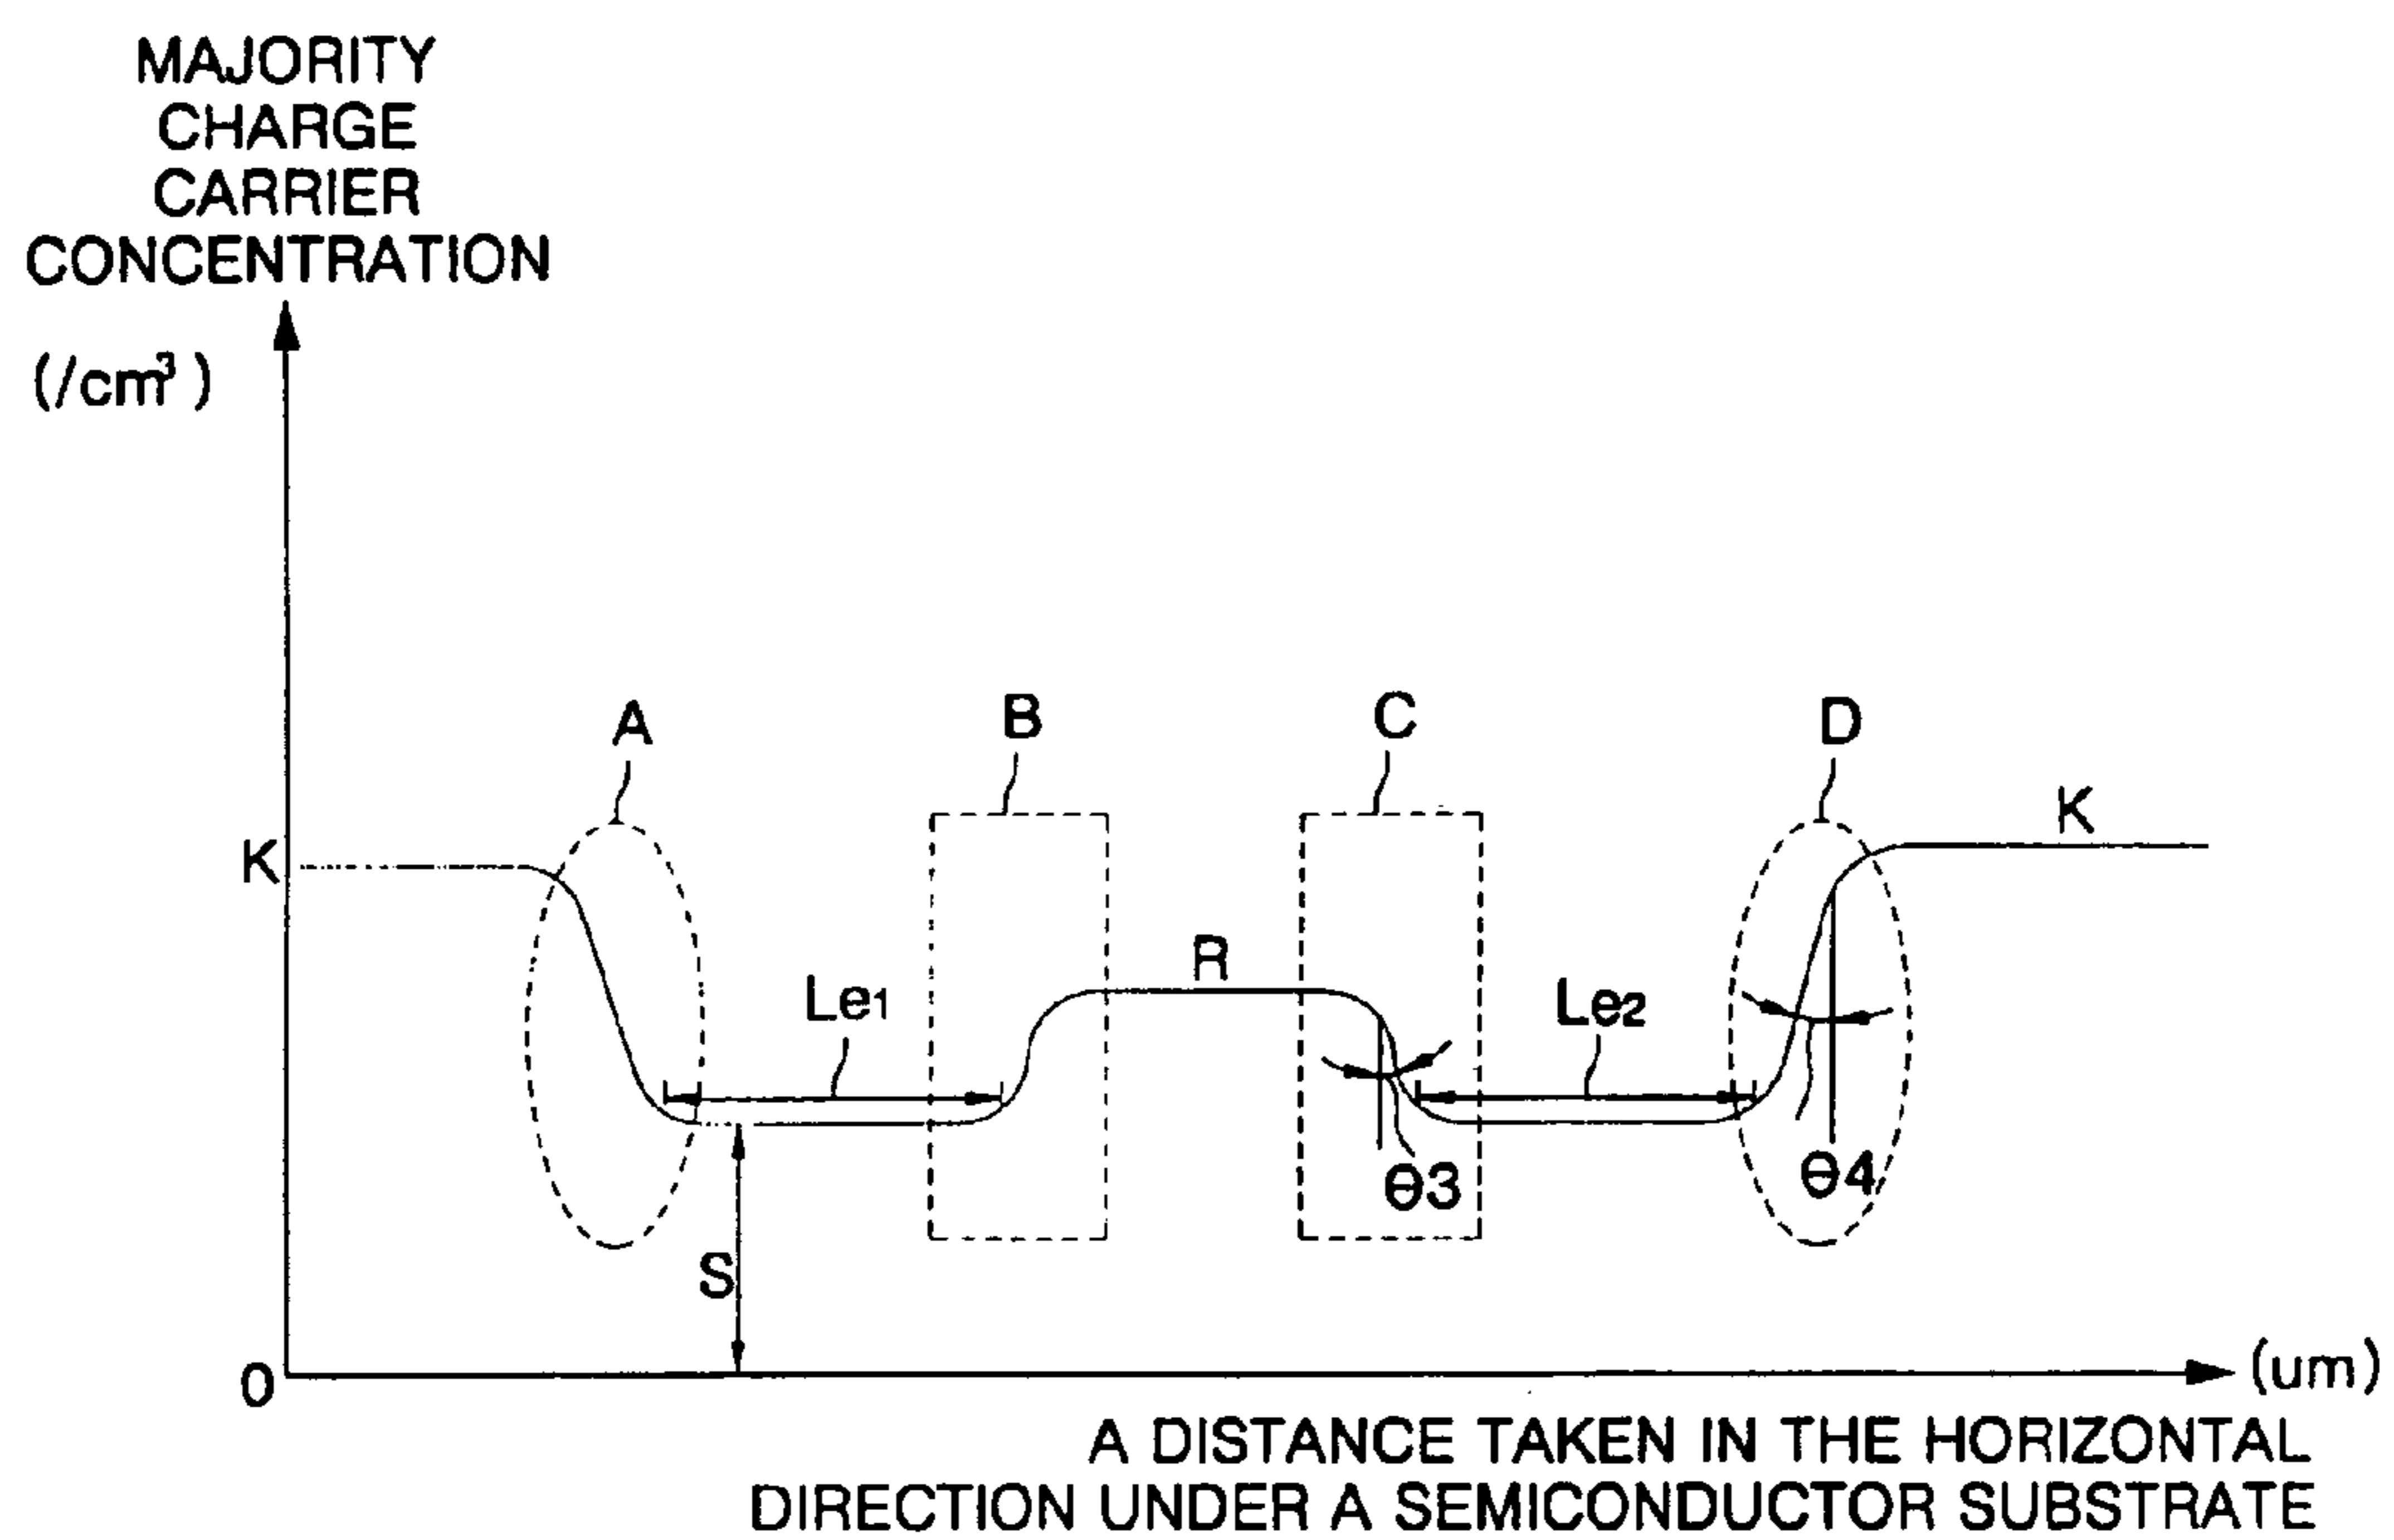 MAJORITY
CHARGE
CARRIER
CONCENTRATION
(/cm³)
A
B
C
D
K
K
R
Le1
Le2
θ3
θ4
S
0
(um)
A DISTANCE TAKEN IN THE HORIZONTAL
DIRECTION UNDER A SEMICONDUCTOR SUBSTRATE